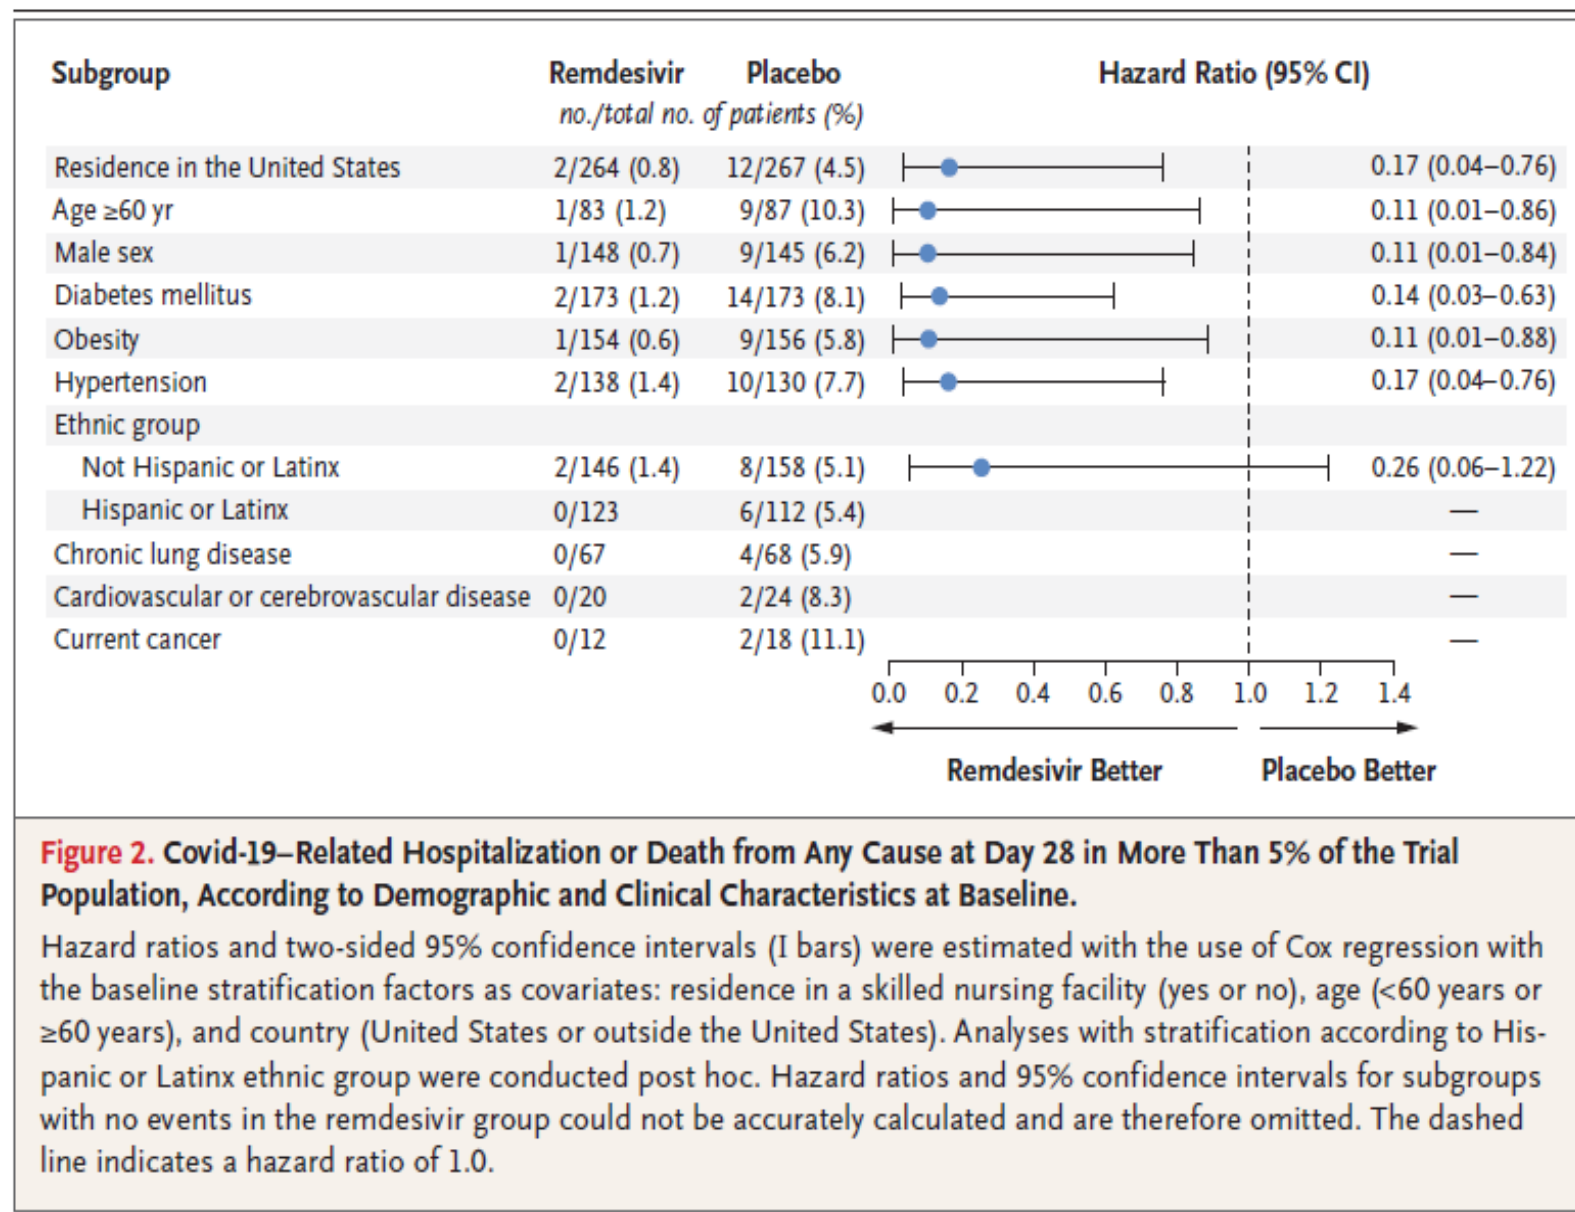 Subgroup Remdesivir Placebo Hazard Ratio (95% CI)
no./total no. of patients (%)
Residence in the United States 2/264 (0.8) 12/267 (4.5) 0.17 (0.04–0.76)
Age ≥60 yr 1/83 (1.2) 9/87 (10.3) 0.11 (0.01–0.86)
Male sex 1/148 (0.7) 9/145 (6.2) 0.11 (0.01–0.84)
Diabetes mellitus 2/173 (1.2) 14/173 (8.1) 0.14 (0.03–0.63)
Obesity 1/154 (0.6) 9/156 (5.8) 0.11 (0.01–0.88)
Hypertension 2/138 (1.4) 10/130 (7.7) 0.17 (0.04–0.76)
Ethnic group
Not Hispanic or Latinx 2/146 (1.4) 8/158 (5.1) 0.26 (0.06–1.22)
Hispanic or Latinx 0/123 6/112 (5.4) —
Chronic lung disease 0/67 4/68 (5.9) —
Cardiovascular or cerebrovascular disease 0/20 2/24 (8.3) —
Current cancer 0/12 2/18 (11.1) —
0.0 0.2 0.4 0.6 0.8 1.0 1.2 1.4
Remdesivir Better Placebo Better
Figure 2. Covid-19–Related Hospitalization or Death from Any Cause at Day 28 in More Than 5% of the Trial
Population, According to Demographic and Clinical Characteristics at Baseline.
Hazard ratios and two-sided 95% confidence intervals (I bars) were estimated with the use of Cox regression with
the baseline stratification factors as covariates: residence in a skilled nursing facility (yes or no), age (<60 years or
≥60 years), and country (United States or outside the United States). Analyses with stratification according to His-
panic or Latinx ethnic group were conducted post hoc. Hazard ratios and 95% confidence intervals for subgroups
with no events in the remdesivir group could not be accurately calculated and are therefore omitted. The dashed
line indicates a hazard ratio of 1.0.